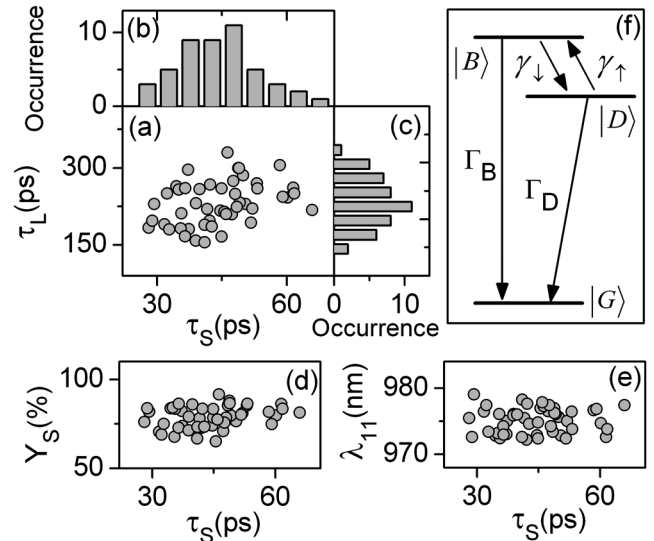 (b)
Occurrence
10
0
(a)
τL(ps)
300
150
30
60
τS(ps)
(c)
0
10
Occurrence
(f)
|B⟩
γ↓
γ↑
|D⟩
ΓB
ΓD
|G⟩
(d)
YS(%)
100
50
30
60
τS(ps)
(e)
λ11(nm)
980
970
30
60
τS(ps)